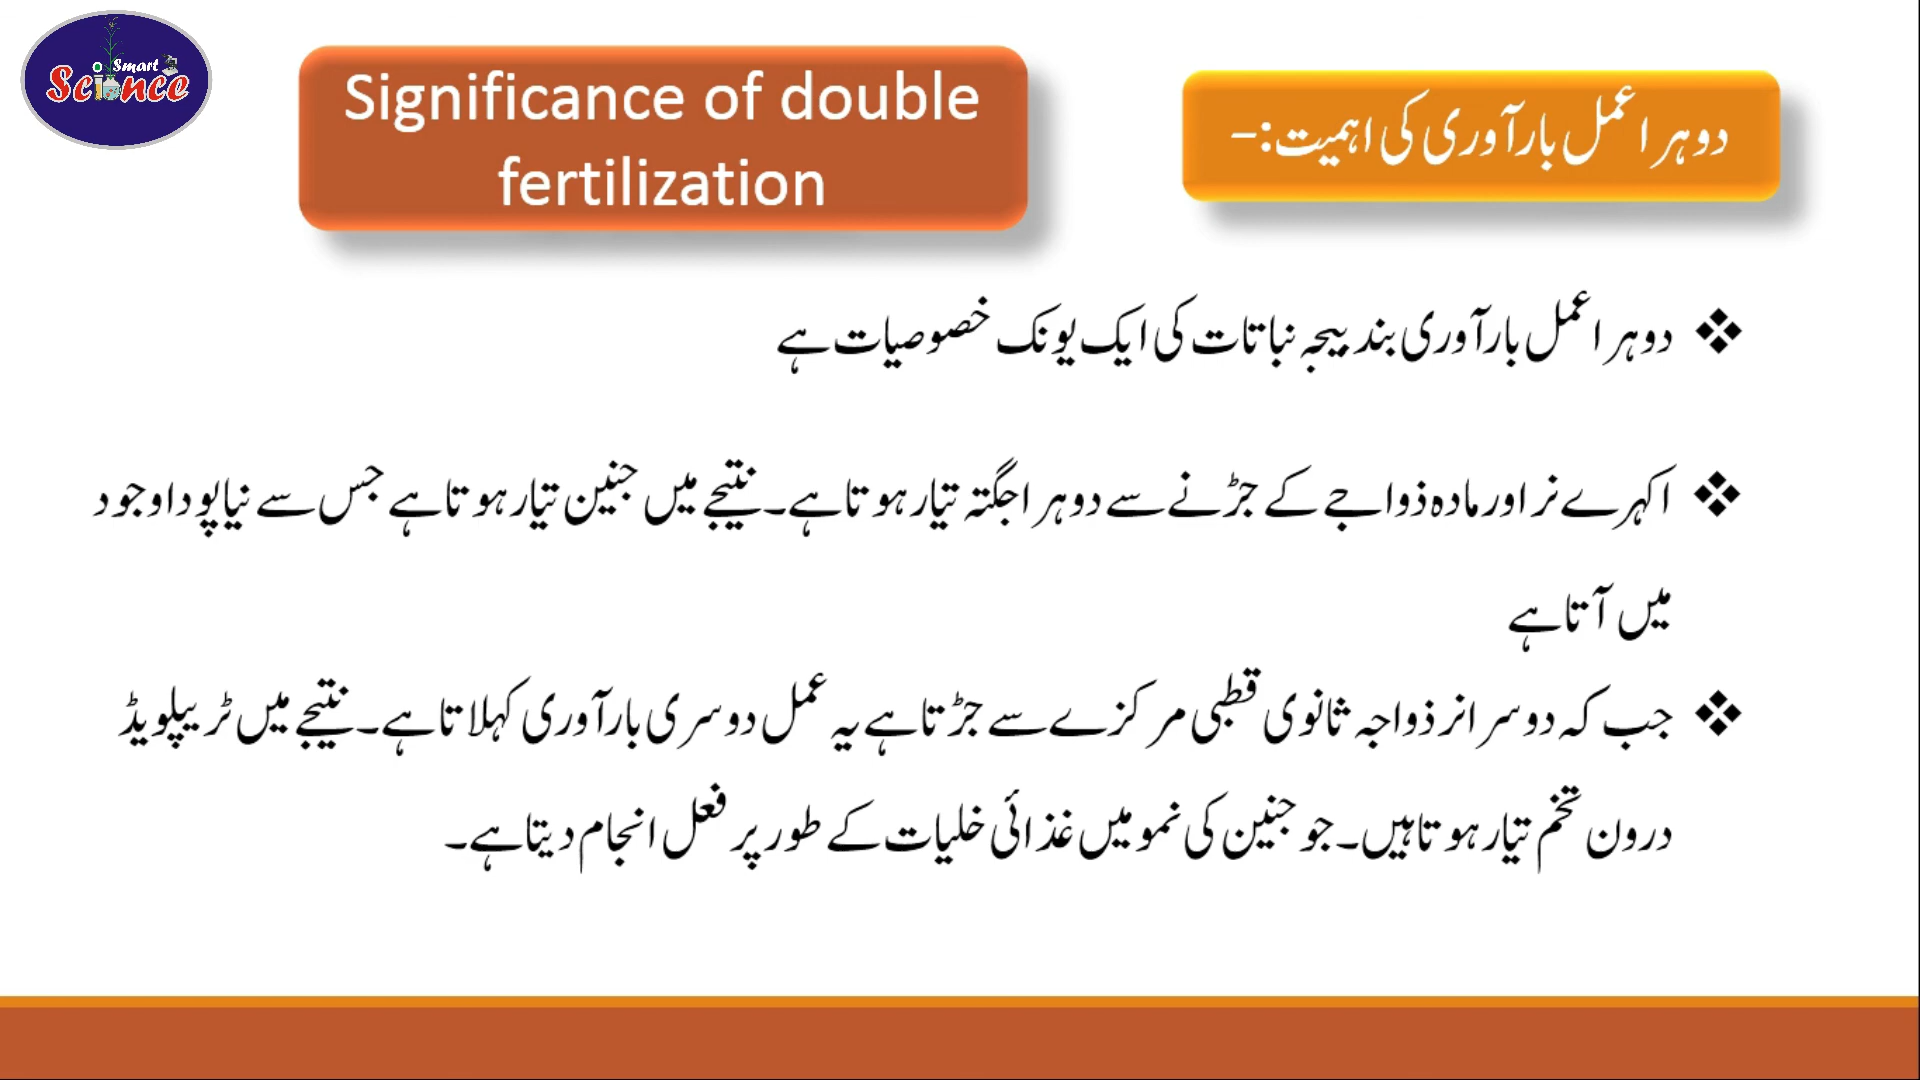 Smart
Science
Significance of double
fertilization
دوہرا عمل بارآوری کی اہمیت:-
دوہرا عمل بارآوری بند بیجہ نباتات کی ایک یونک خصوصیات ہے
اکہرے نر اور مادہ ذواجے کے جڑنے سے دوہرا جگتہ تیار ہوتا ہے۔ نتیجے میں جنین تیار ہوتا ہے جس سے نیا پودا وجود
میں آتا ہے
جب کہ دوسرا نر ذواجہ ثانوی قطبی مرکزے سے جڑتا ہے یہ عمل دوسری بارآوری کہلاتا ہے۔ نتیجے میں ٹریپلویڈ
درون تخم تیار ہوتا ہیں۔ جو جنین کی نمو میں غذائی خلیات کے طور پر فعل انجام دیتا ہے۔